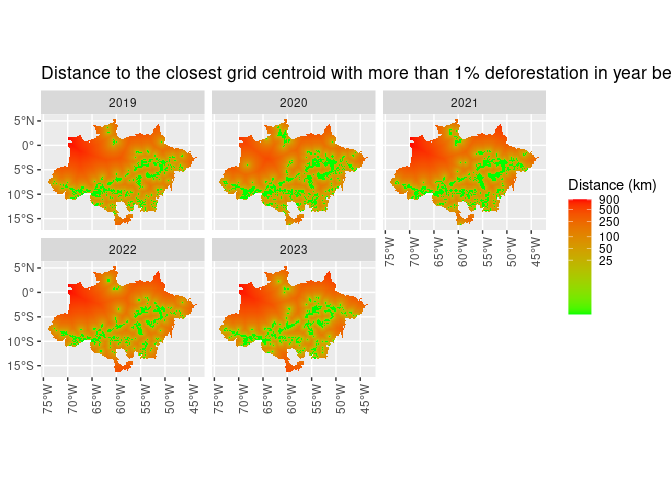 Distance to the closest grid centroid with more than 1% deforestation in year be
2019
2020
2021
5°N
0°
5°S
10°S
15°S
75°W
70°W
65°W
60°W
55°W
50°W
45°W
2022
2023
5°N
0°
5°S
10°S
15°S
75°W
70°W
65°W
60°W
55°W
50°W
45°W
75°W
70°W
65°W
60°W
55°W
50°W
45°W
Distance (km)
900
500
250
100
50
25